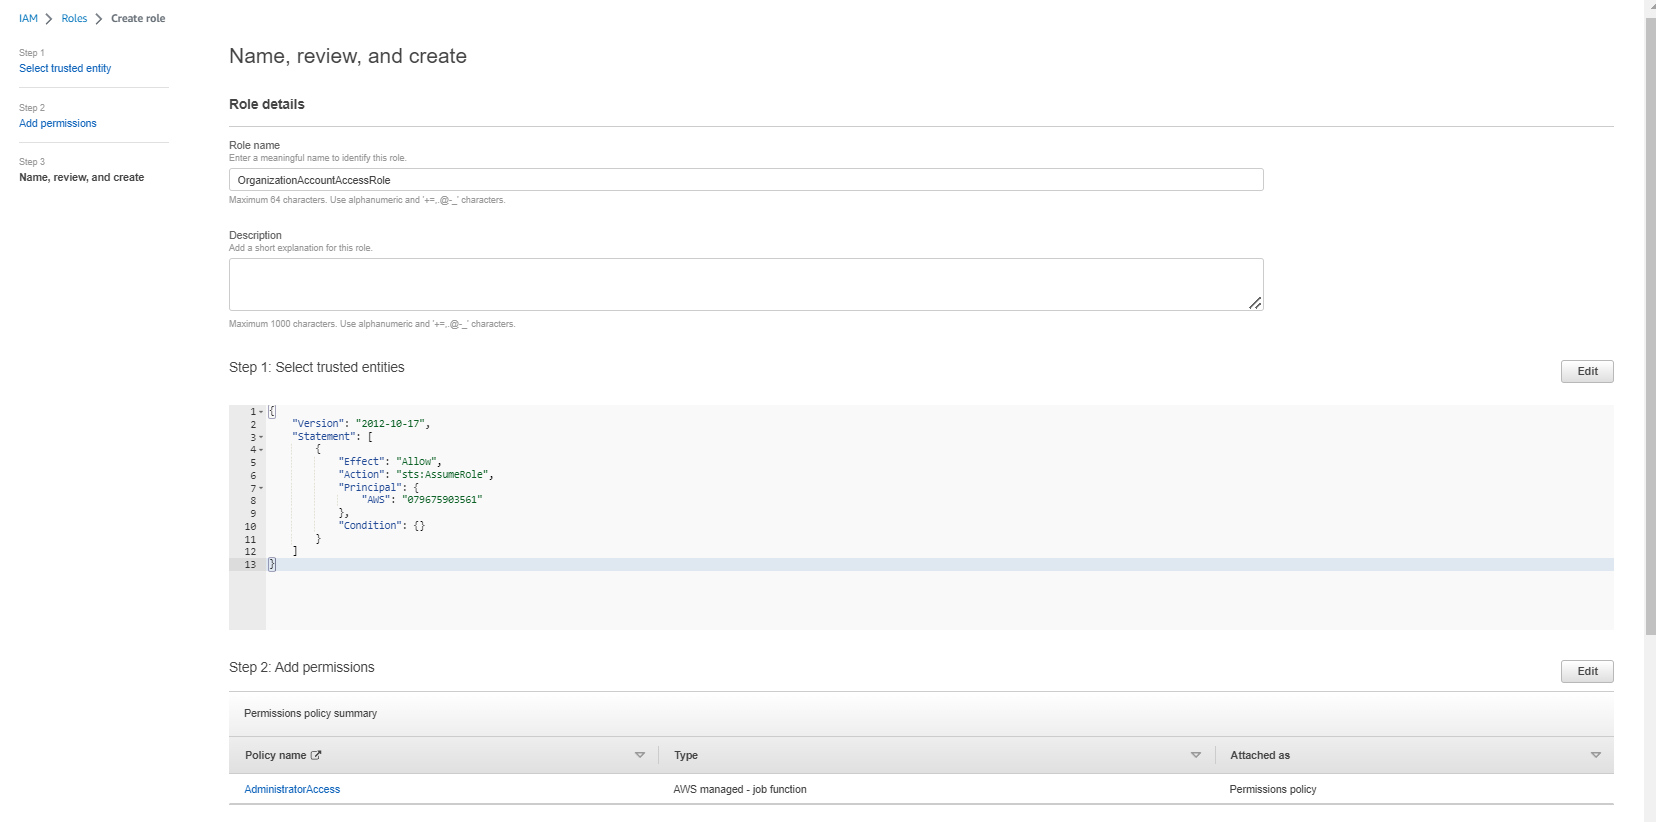 IAM > Roles > Create role
Step 1
Select trusted entity
Step 2
Add permissions
Step 3
Name, review, and create
Name, review, and create
Role details
Role name
Enter a meaningful name to identify this role.
OrganizationAccountAccessRole
Maximum 64 characters. Use alphanumeric and '+=,.@-_' characters.
Description
Add a short explanation for this role.
Maximum 1000 characters. Use alphanumeric and '+=,.@-_' characters.
Step 1: Select trusted entities
Edit
1 {
2 "Version": "2012-10-17",
3 "Statement": [
4 {
5 "Effect": "Allow",
6 "Action": "sts:AssumeRole",
7 "Principal": {
8 "AWS": "079675903561"
9 },
10 "Condition": {}
11 }
12 ]
13 }
Step 2: Add permissions
Edit
Permissions policy summary
Policy name Type Attached as
AdministratorAccess AWS managed - job function Permissions policy